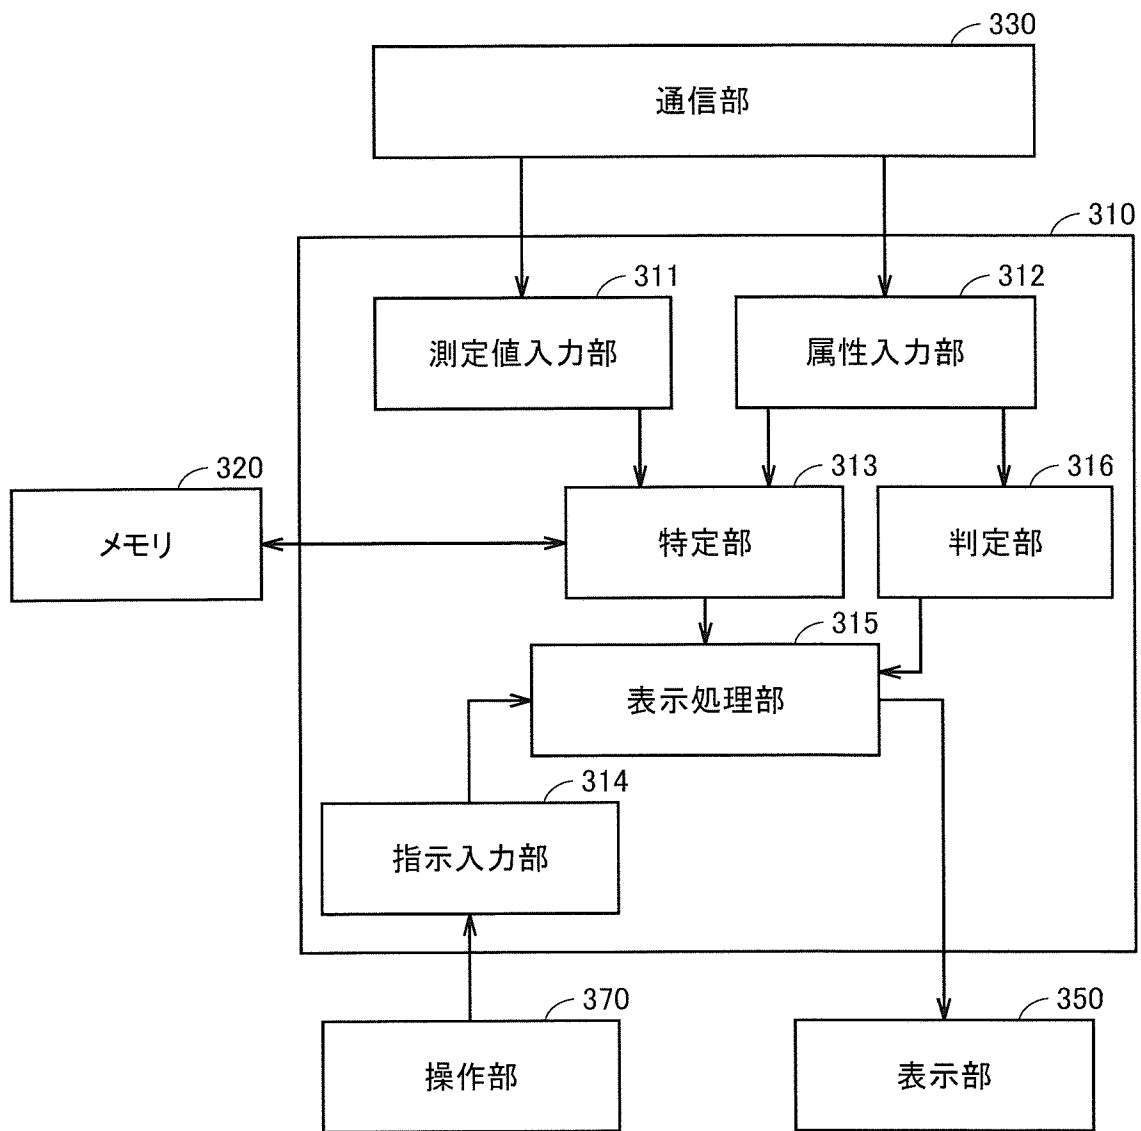 330
通信部
310
311
312
測定値入力部
属性入力部
320
313
316
メモリ
特定部
判定部
315
表示処理部
314
指示入力部
370
350
操作部
表示部